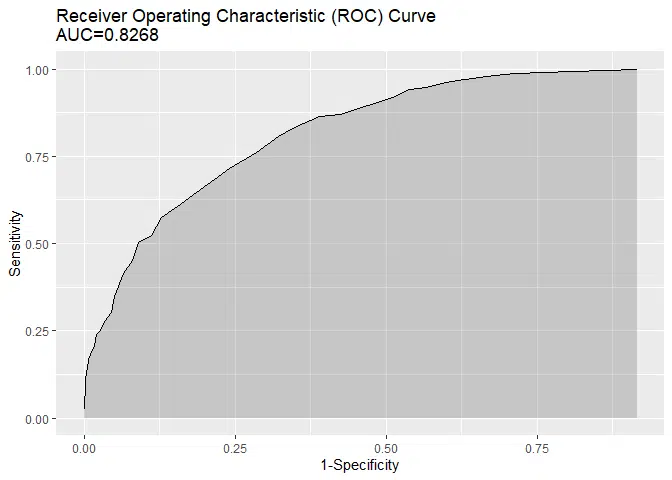 Receiver Operating Characteristic (ROC) Curve
AUC=0.8268
1.00
0.75
0.50
0.25
0.00
Sensitivity
0.00 0.25 0.50 0.75
1-Specificity